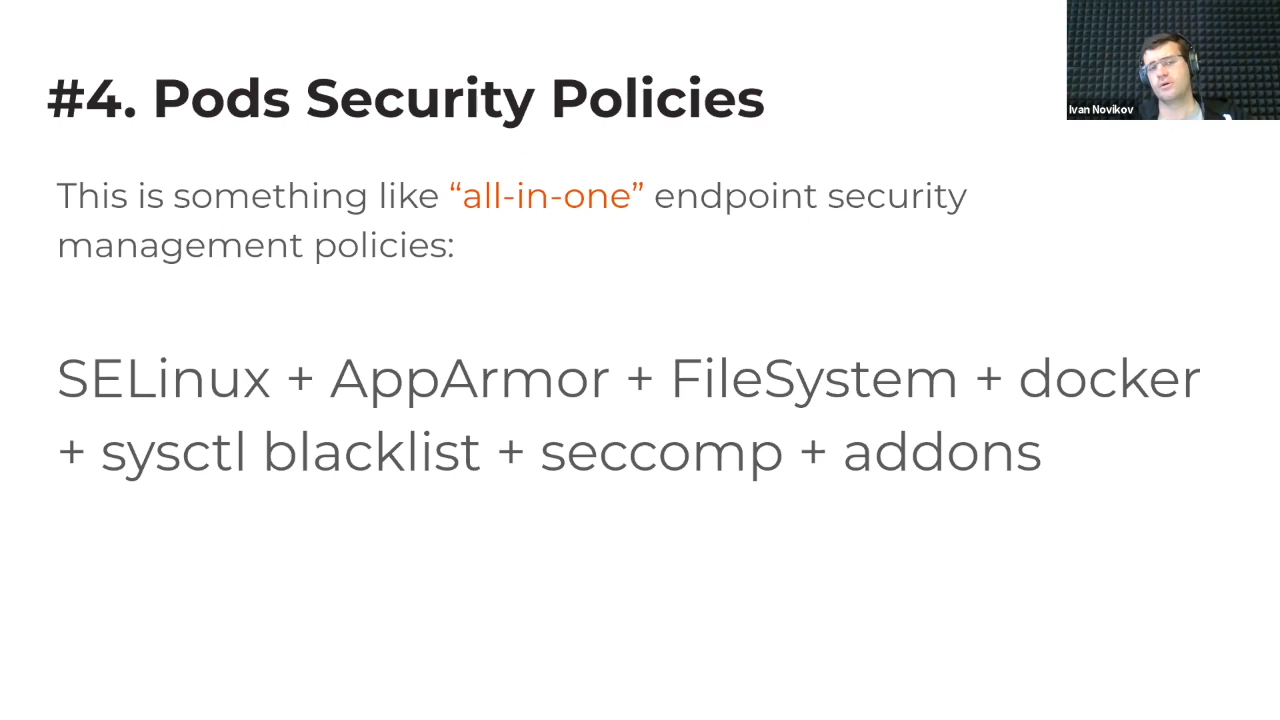 #4. Pods Security Policies
Ivan Novikov
This is something like “all-in-one” endpoint security
management policies:
SELinux + AppArmor + FileSystem + docker
+ sysctl blacklist + seccomp + addons